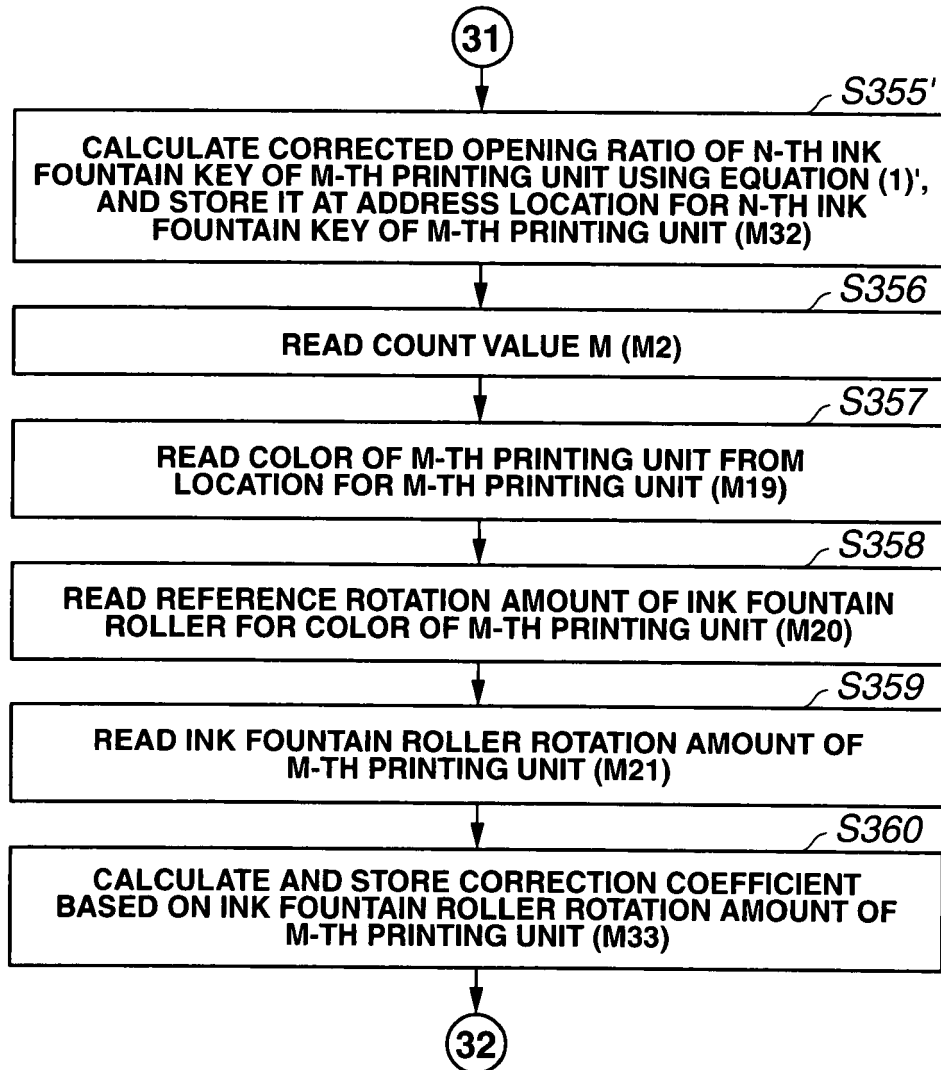 31
S355'
CALCULATE CORRECTED OPENING RATIO OF N-TH INK
FOUNTAIN KEY OF M-TH PRINTING UNIT USING EQUATION (1)',
AND STORE IT AT ADDRESS LOCATION FOR N-TH INK
FOUNTAIN KEY OF M-TH PRINTING UNIT (M32)
S356
READ COUNT VALUE M (M2)
S357
READ COLOR OF M-TH PRINTING UNIT FROM
LOCATION FOR M-TH PRINTING UNIT (M19)
S358
READ REFERENCE ROTATION AMOUNT OF INK FOUNTAIN
ROLLER FOR COLOR OF M-TH PRINTING UNIT (M20)
S359
READ INK FOUNTAIN ROLLER ROTATION AMOUNT OF
M-TH PRINTING UNIT (M21)
S360
CALCULATE AND STORE CORRECTION COEFFICIENT
BASED ON INK FOUNTAIN ROLLER ROTATION AMOUNT OF
M-TH PRINTING UNIT (M33)
32